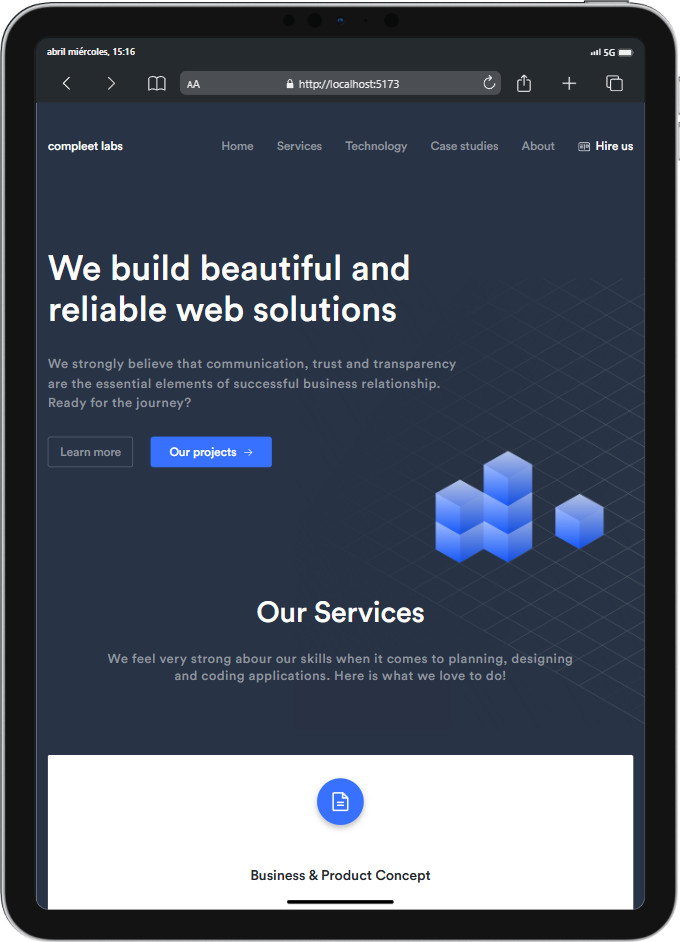 abril miércoles, 15:16
5G
AA
http://localhost:5173
compleet labs
Home Services Technology Case studies About Hire us
We build beautiful and
reliable web solutions
We strongly believe that communication, trust and transparency
are the essential elements of successful business relationship.
Ready for the journey?
Learn more
Our projects →
Our Services
We feel very strong abour our skills when it comes to planning, designing
and coding applications. Here is what we love to do!
Business & Product Concept